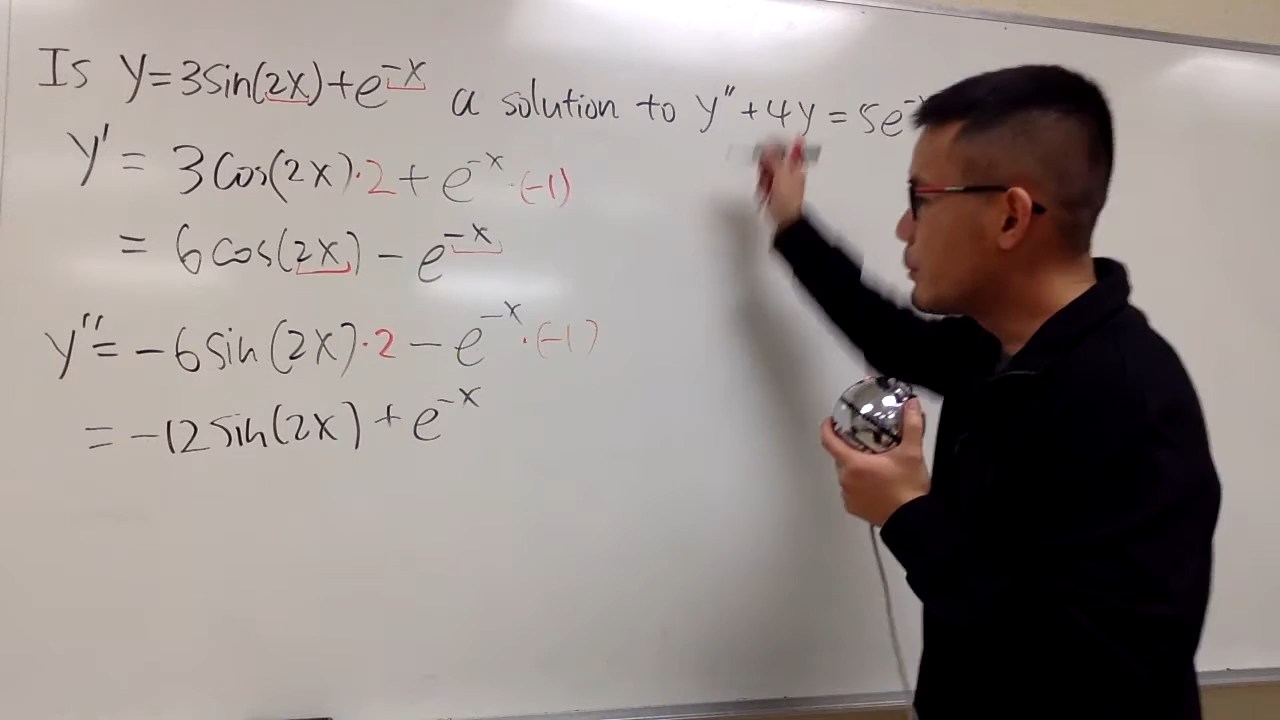 Is y=3sin(2x)+e^{-x} a solution to y''+4y=5e^-
y' = 3cos(2x)·2+e^{-x}·(-1)
= 6cos(2x)-e^{-x}
y''=-6sin(2x)·2-e^{-x}·(-1)
=-12sin(2x)+e^{-x}